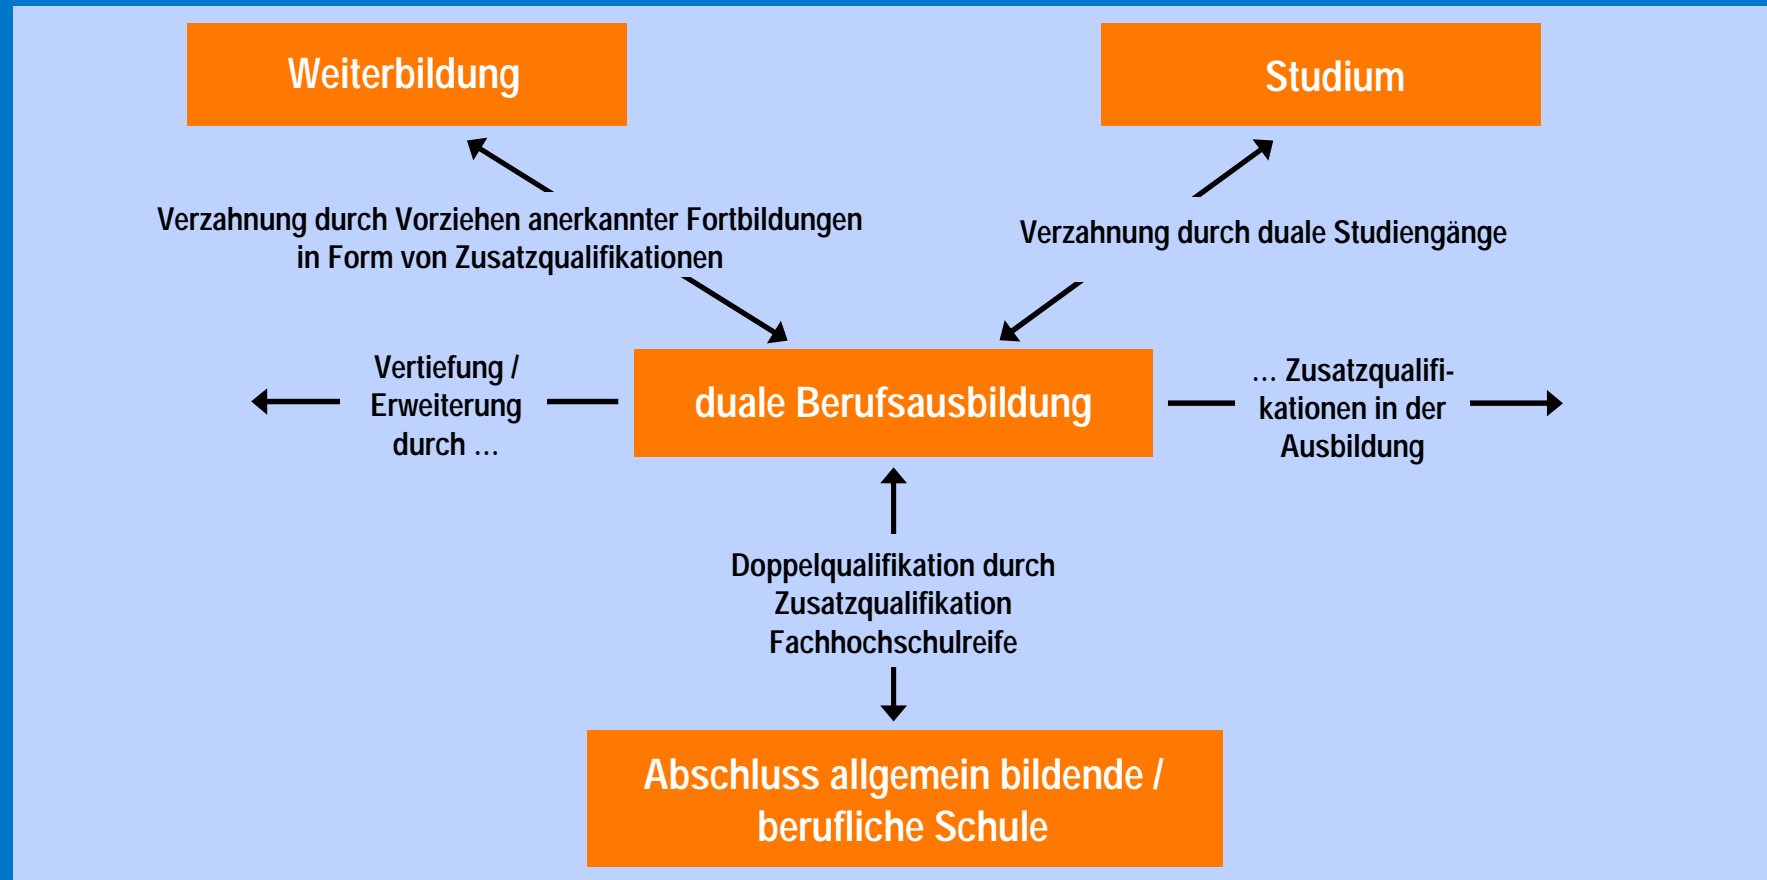 Weiterbildung
Studium
Verzahnung durch Vorziehen anerkannter Fortbildungen
in Form von Zusatzqualifikationen
Verzahnung durch duale Studiengänge
Vertiefung /
Erweiterung
durch ...
duale Berufsausbildung
... Zusatzqualifi-
kationen in der
Ausbildung
Doppelqualifikation durch
Zusatzqualifikation
Fachhochschulreife
Abschluss allgemein bildende /
berufliche Schule